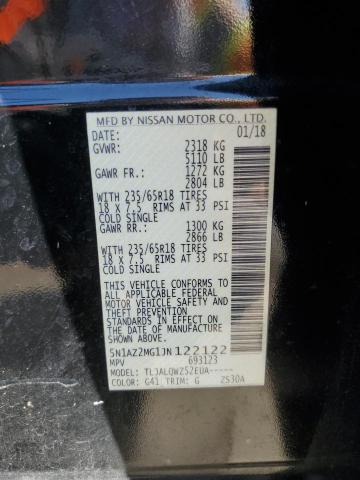 MFD BY NISSAN MOTOR CO., LTD.
DATE: 01/18
GVWR: 2318 KG
5110 LB
GAWR FR: 1272 KG
2804 LB
WITH 235/65R18 TIRES
18 X 7.5 RIMS AT 33 PSI
COLD SINGLE
GAWR RR: 1300 KG
2866 LB
WITH 235/65R18 TIRES
18 X 7.5 RIMS AT 33 PSI
COLD SINGLE
THIS VEHICLE CONFORMS TO
ALL APPLICABLE FEDERAL
MOTOR VEHICLE SAFETY AND
THEFT PREVENTION
STANDARDS IN EFFECT ON
THE DATE OF MANUFACTURE
SHOWN ABOVE.
5N1AZ2MG1JN122122
MPV 693123
MODEL: TLJALQWZ52EUA-----
COLOR: G41 TRIM: G ZS30A